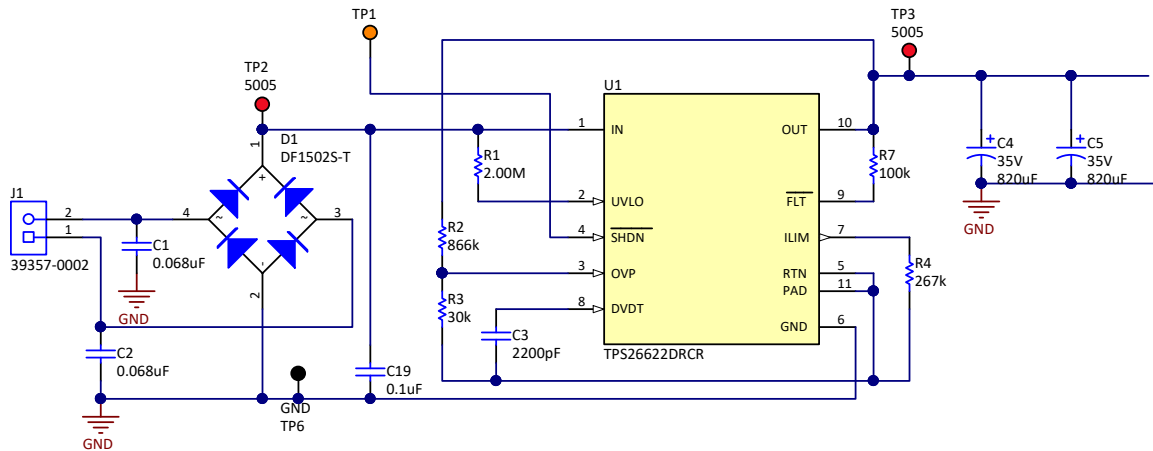 TP1
TP3
5005
TP2
5005
D1
DF1502S-T
1
+
~
~
-
4
3
2
J1
2
1
39357-0002
C1
0.068uF
GND
C2
0.068uF
GND
GND
TP6
C19
0.1uF
R1
2.00M
R2
866k
R3
30k
C3
2200pF
U1
1
IN
2
UVLO
4
SHDN
3
OVP
8
DVDT
OUT
10
FLT
9
ILIM
7
RTN
5
PAD
11
GND
6
TPS26622DRCR
R7
100k
R4
267k
+
C4
35V
820uF
+
C5
35V
820uF
GND